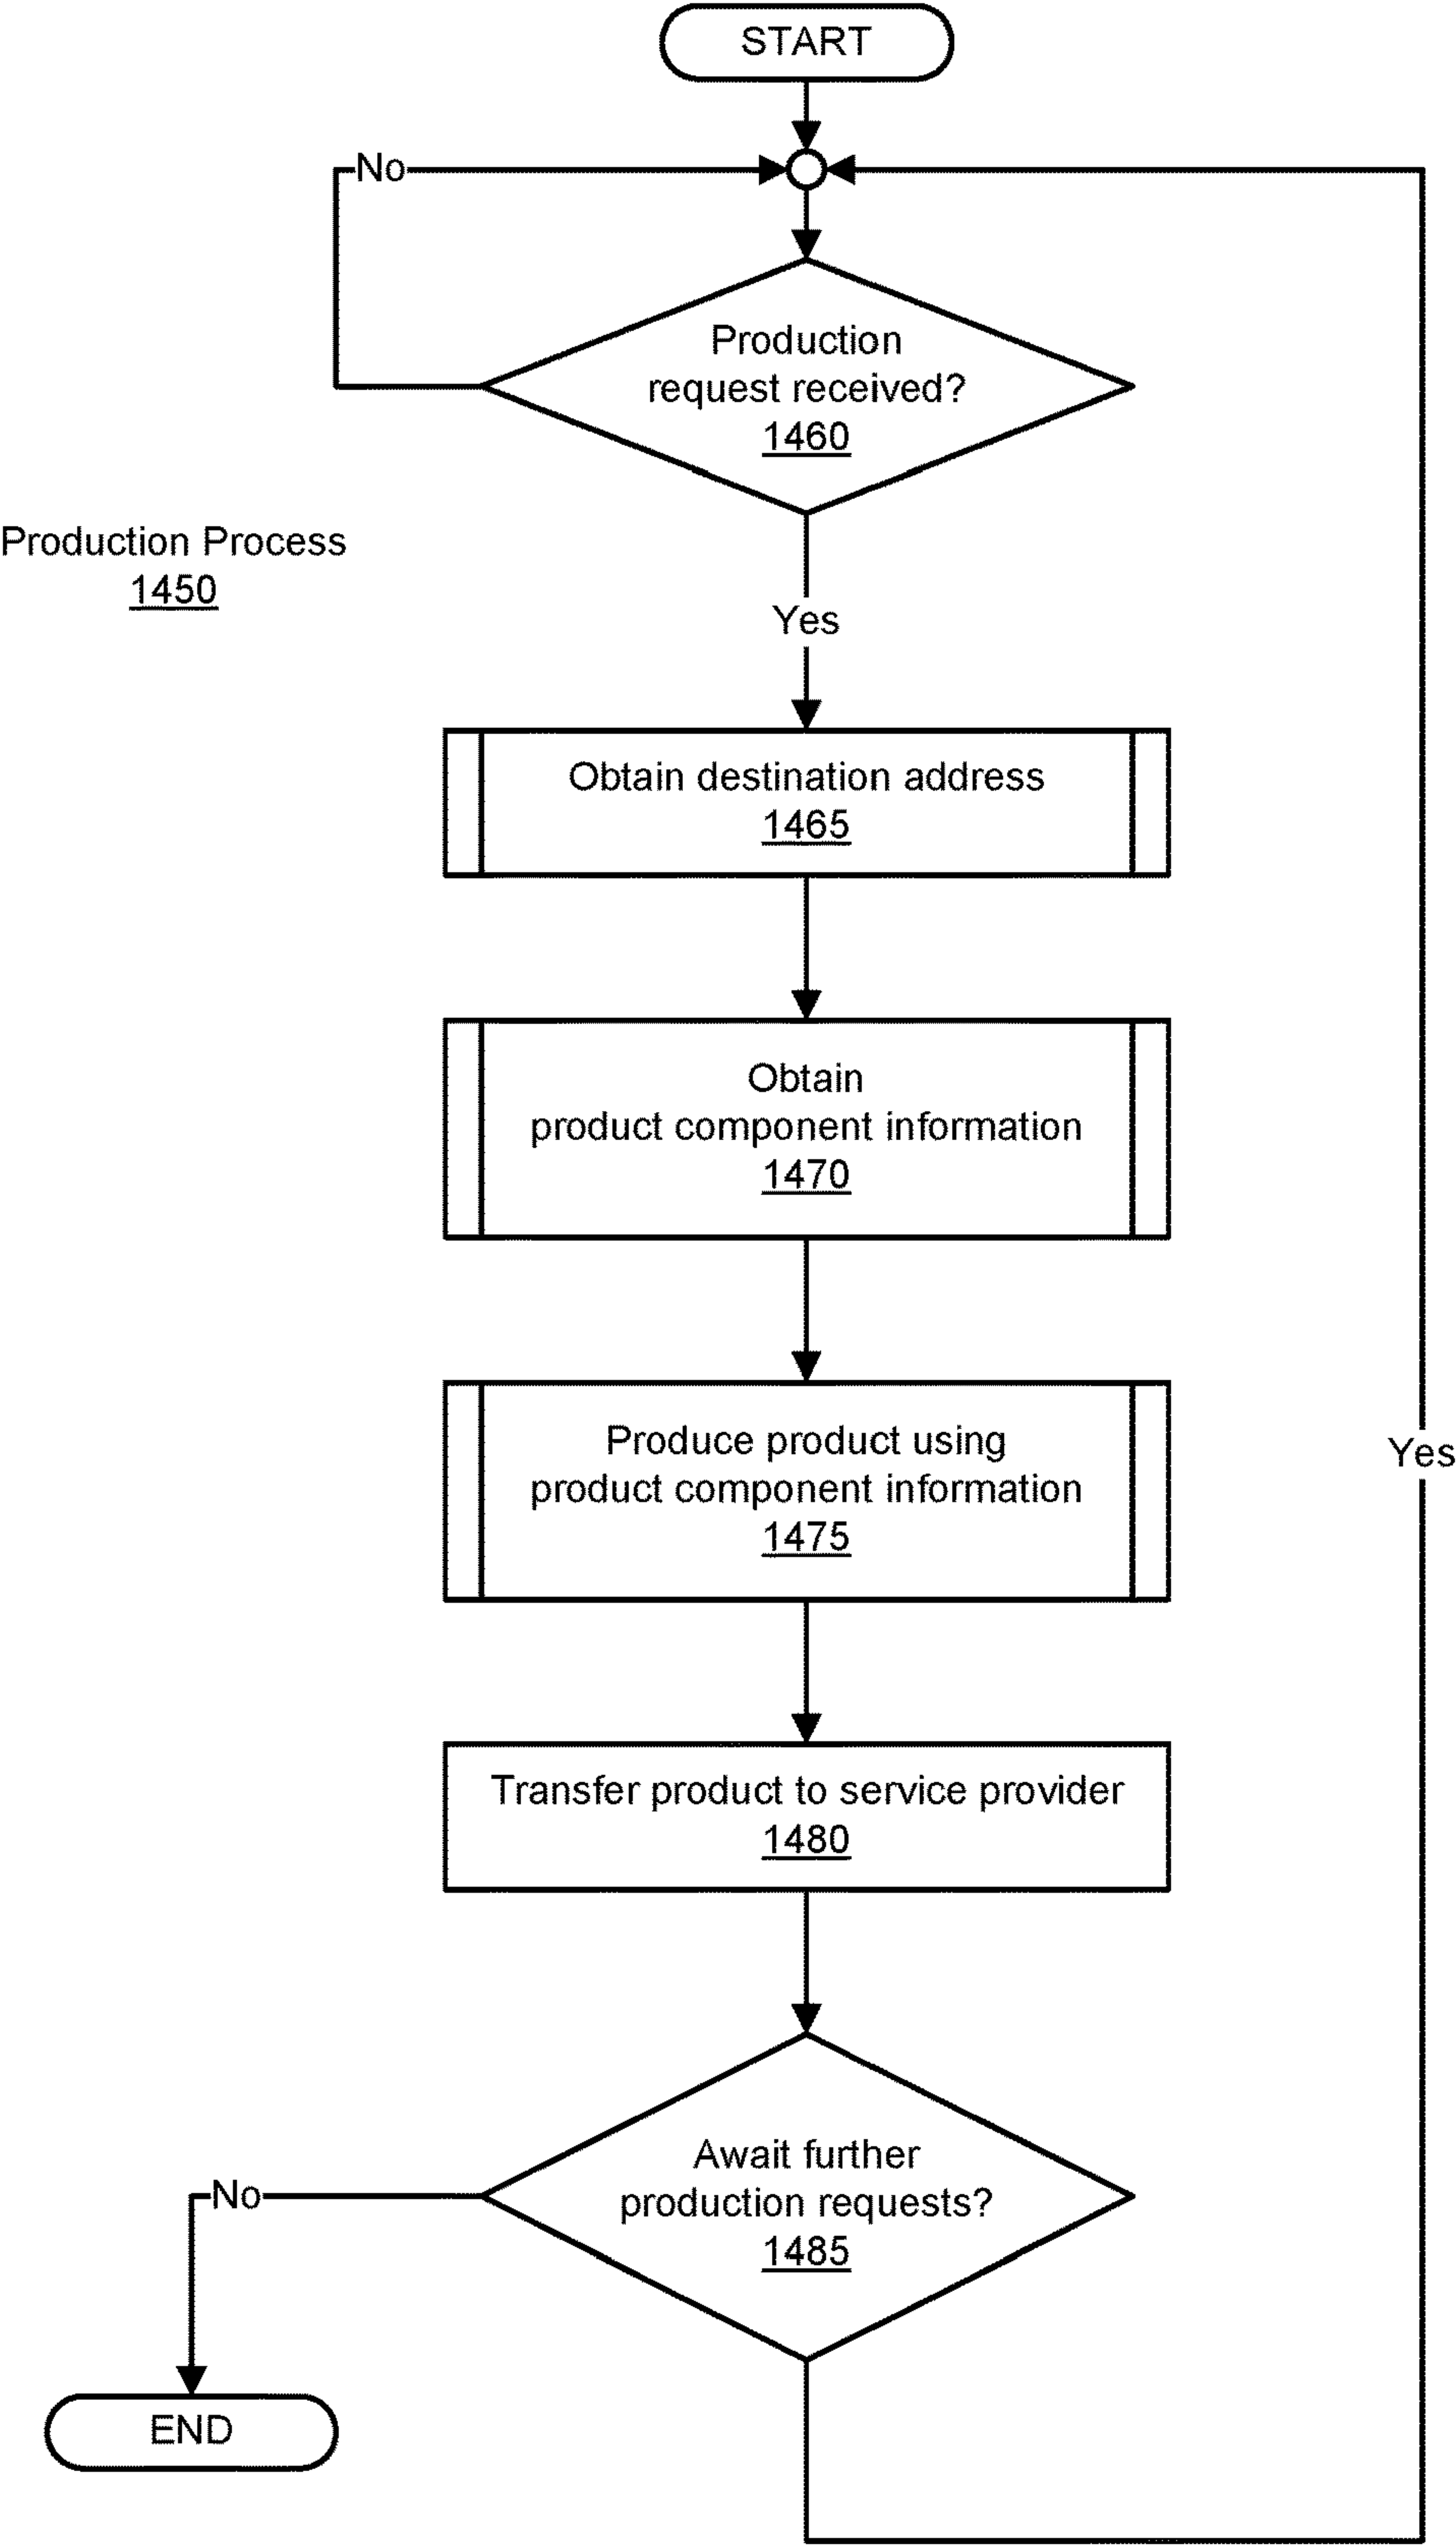 START
No
Production
request received?
1460
Production Process
1450
Yes
Obtain destination address
1465
Obtain
product component information
1470
Produce product using
product component information
1475
Yes
Transfer product to service provider
1480
Await further
production requests?
1485
No
END